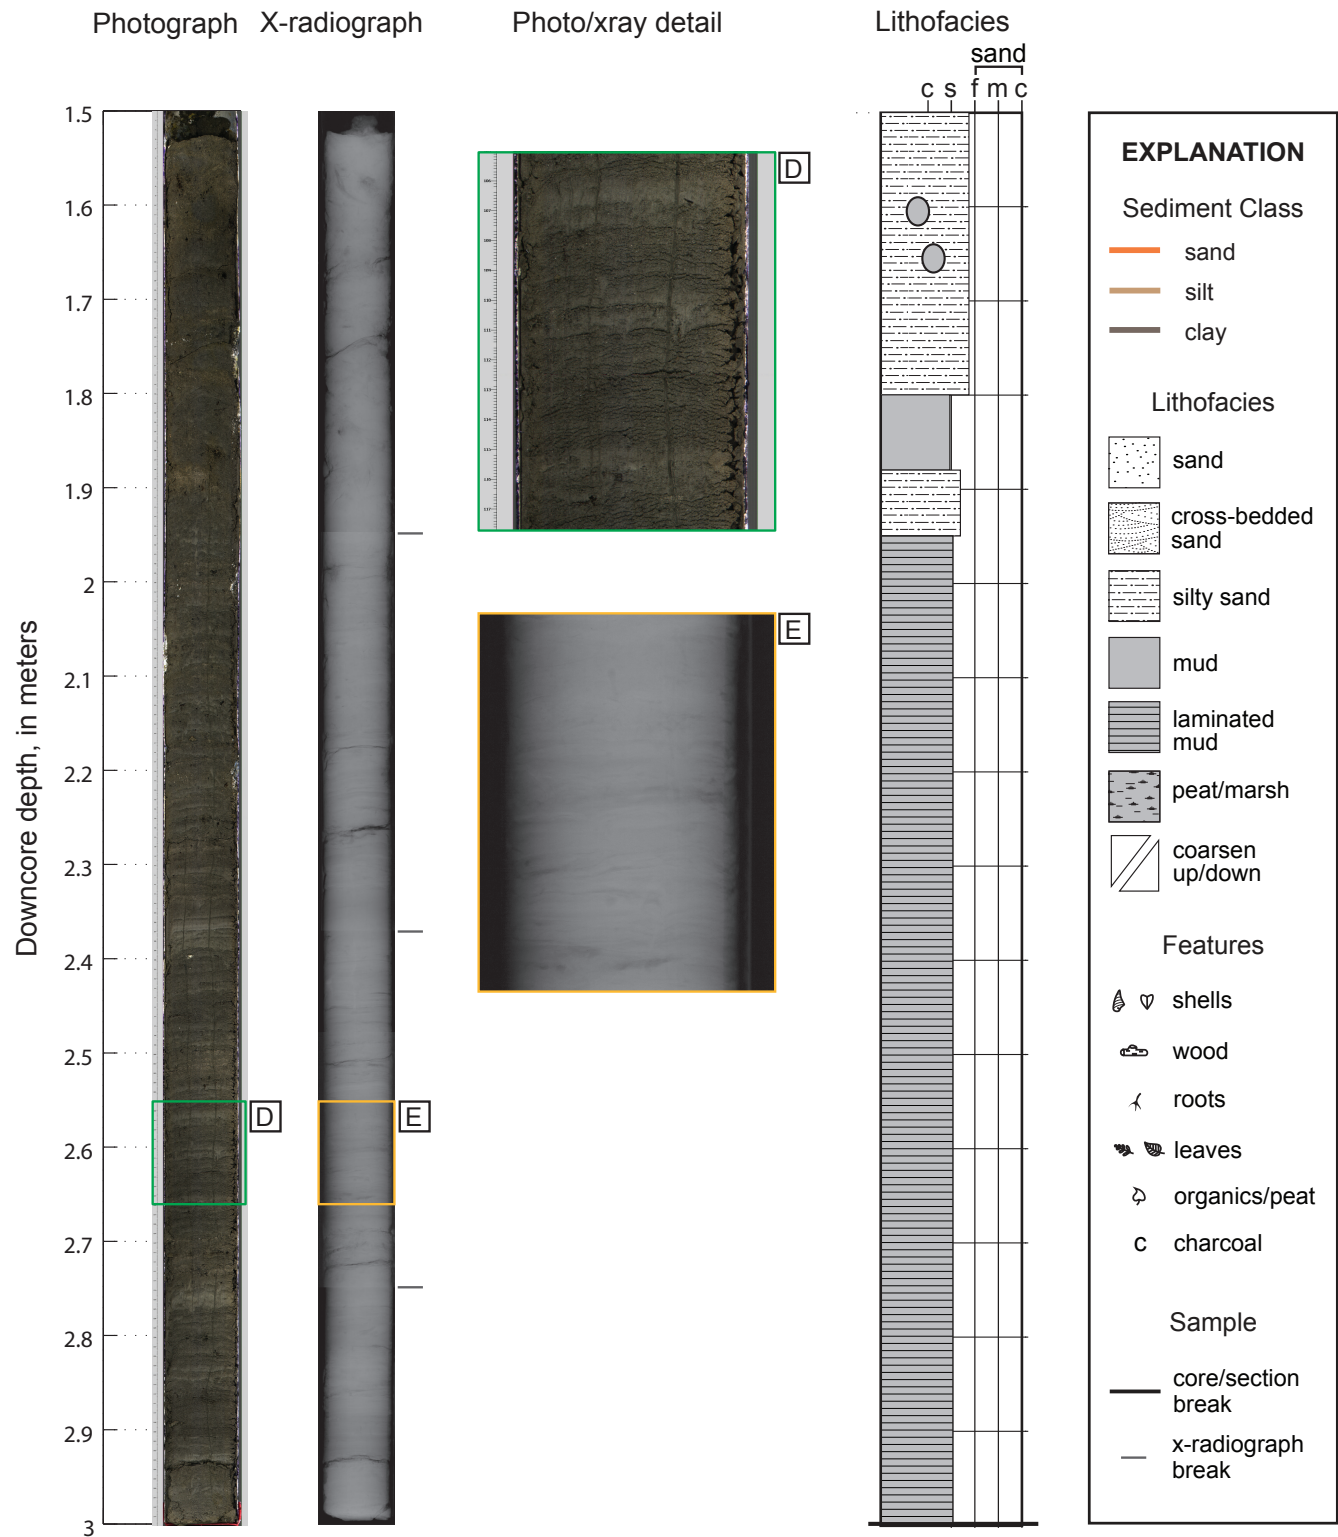 Photograph
X-radiograph
Photo/xray detail
Lithofacies
sand
c s f m c
Downcore depth, in meters
1.5
1.6
1.7
1.8
1.9
2
2.1
2.2
2.3
2.4
2.5
2.6
2.7
2.8
2.9
3
D
E
D
E
EXPLANATION
Sediment Class
sand
silt
clay
Lithofacies
sand
cross-bedded
sand
silty sand
mud
laminated
mud
peat/marsh
coarsen
up/down
Features
shells
wood
roots
leaves
organics/peat
c charcoal
Sample
core/section
break
x-radiograph
break